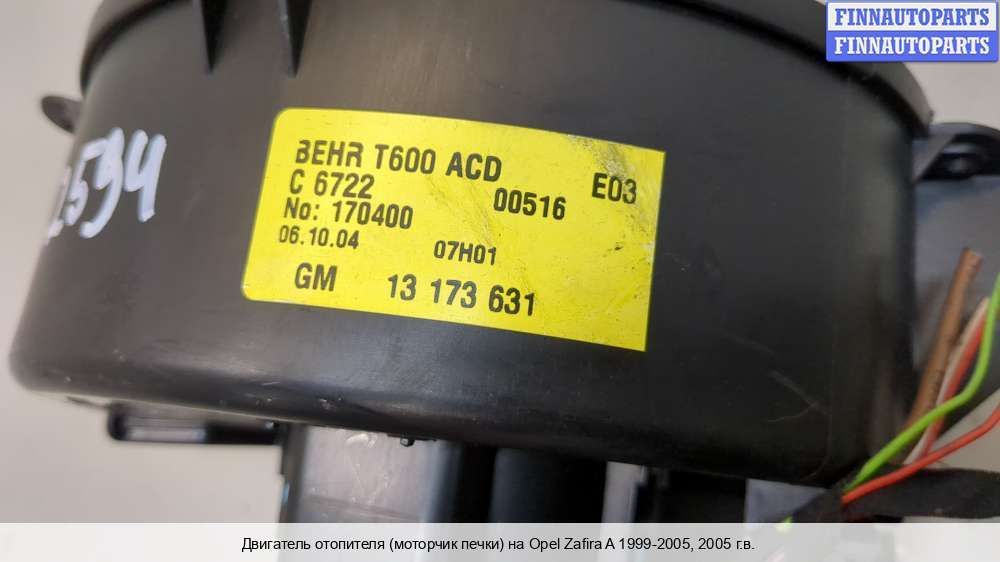 FINNAUTOPARTS
FINNAUTOPARTS
BEHR T600 ACD
E03
C 6722
00516
No: 170400
06.10.04
07H01
GM 13 173 631
2594
Двигатель отопителя (моторчик печки) на Opel Zafira A 1999-2005, 2005 г.в.